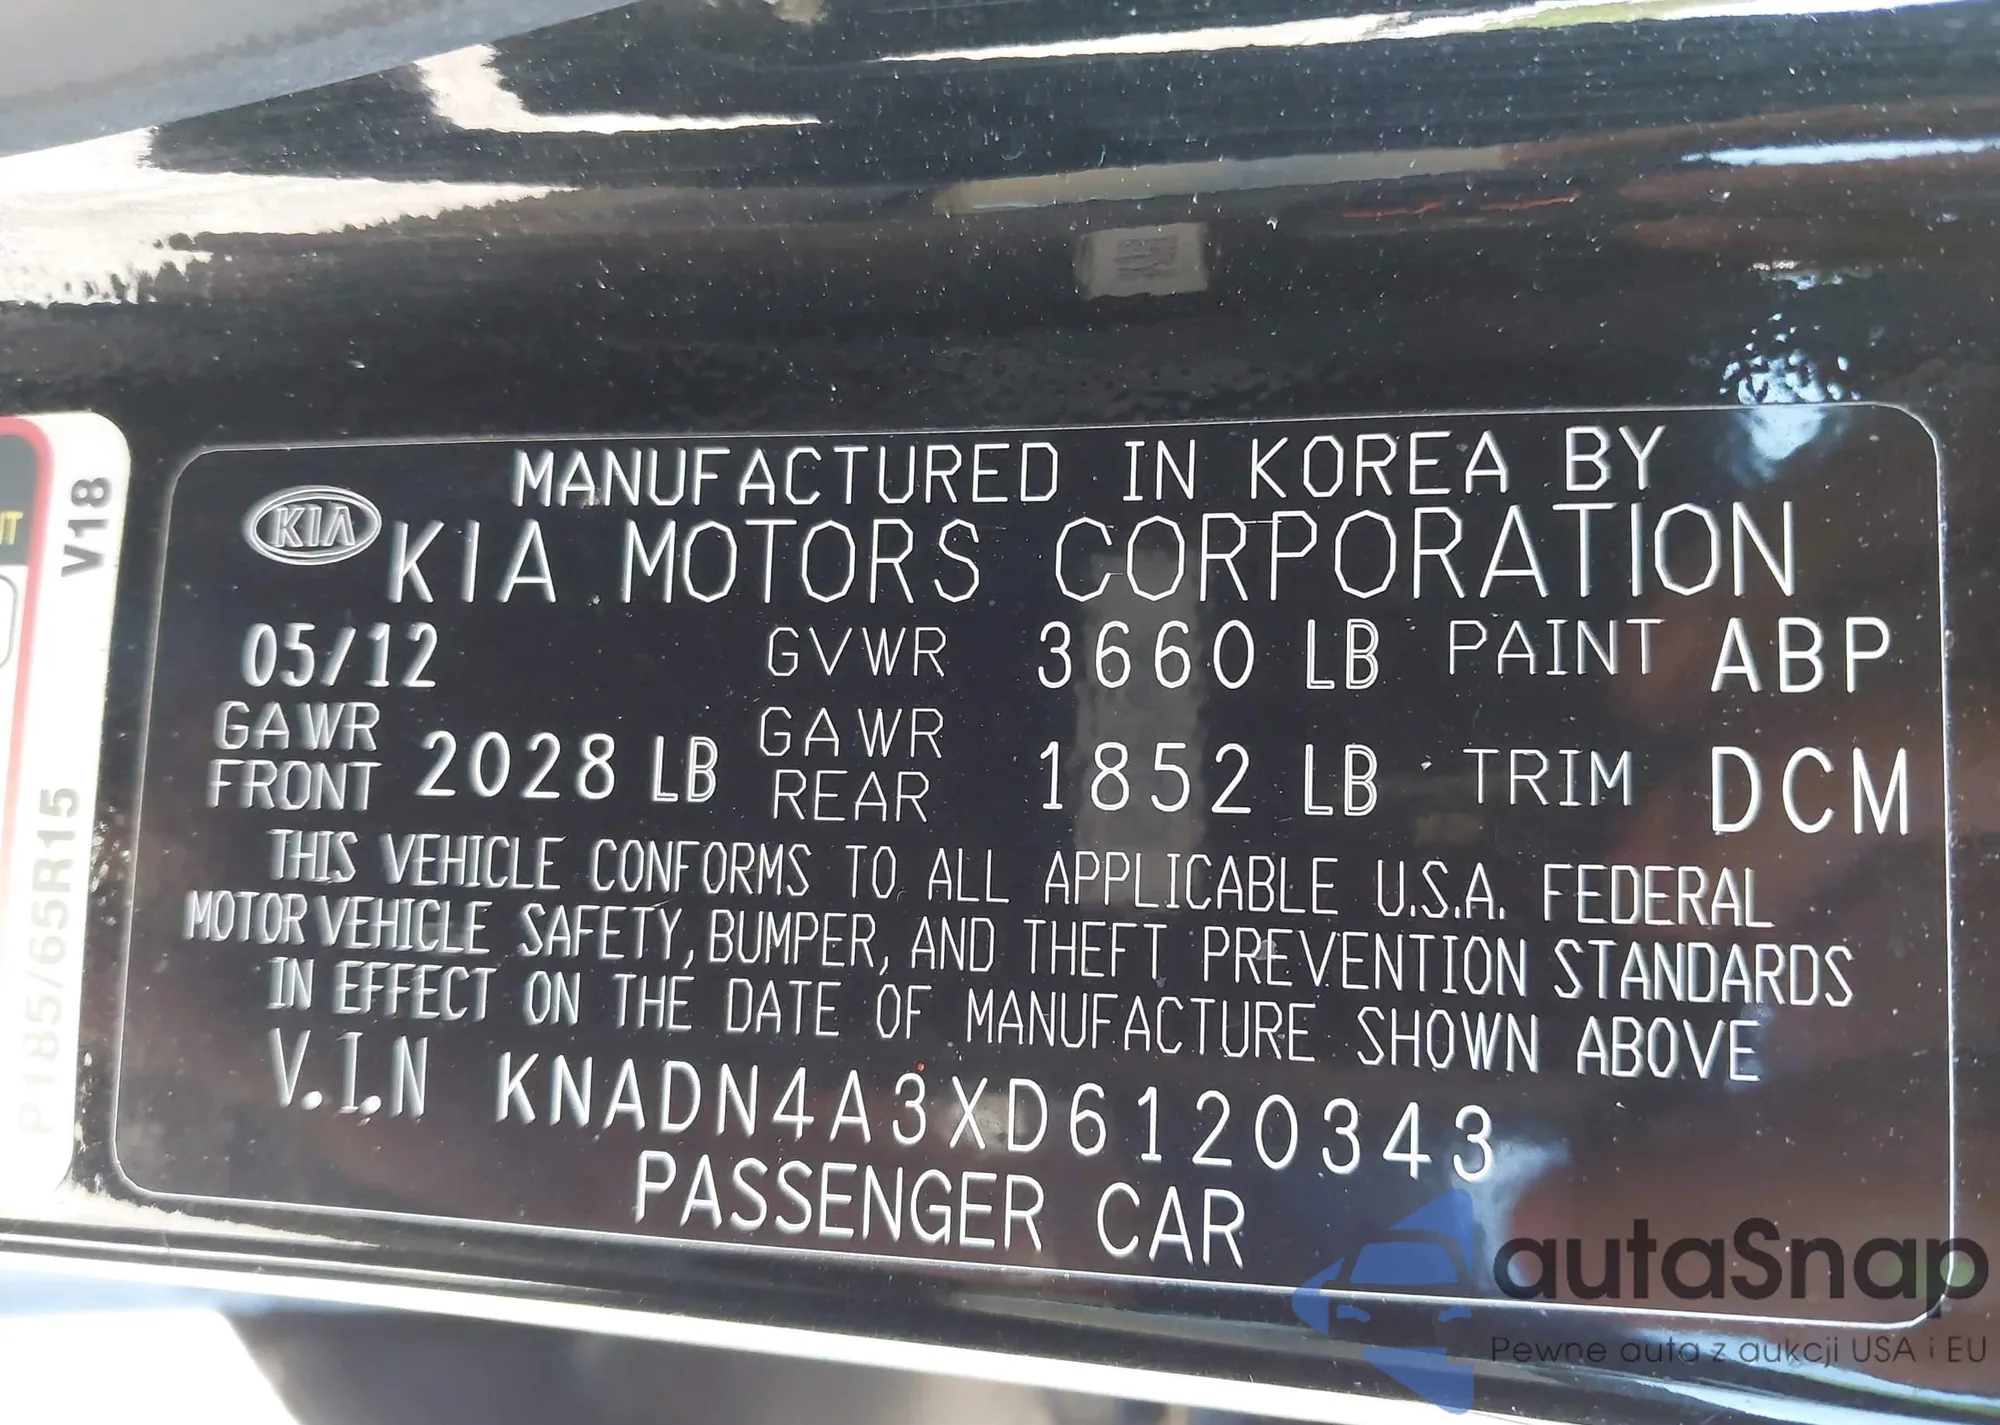 MANUFACTURED IN KOREA BY
KIA KIA MOTORS CORPORATION
05/12 GVWR 3660 LB PAINT ABP
GAWR FRONT 2028 LB GAWR REAR 1852 LB TRIM DCM
THIS VEHICLE CONFORMS TO ALL APPLICABLE U.S.A. FEDERAL
MOTOR VEHICLE SAFETY, BUMPER, AND THEFT PREVENTION STANDARDS
IN EFFECT ON THE DATE OF MANUFACTURE SHOWN ABOVE
V.I.N KNADN4A3XD6120343
PASSENGER CAR
V18
P185/65R15
autaSnap
Pewne auta z aukcji USA i EU